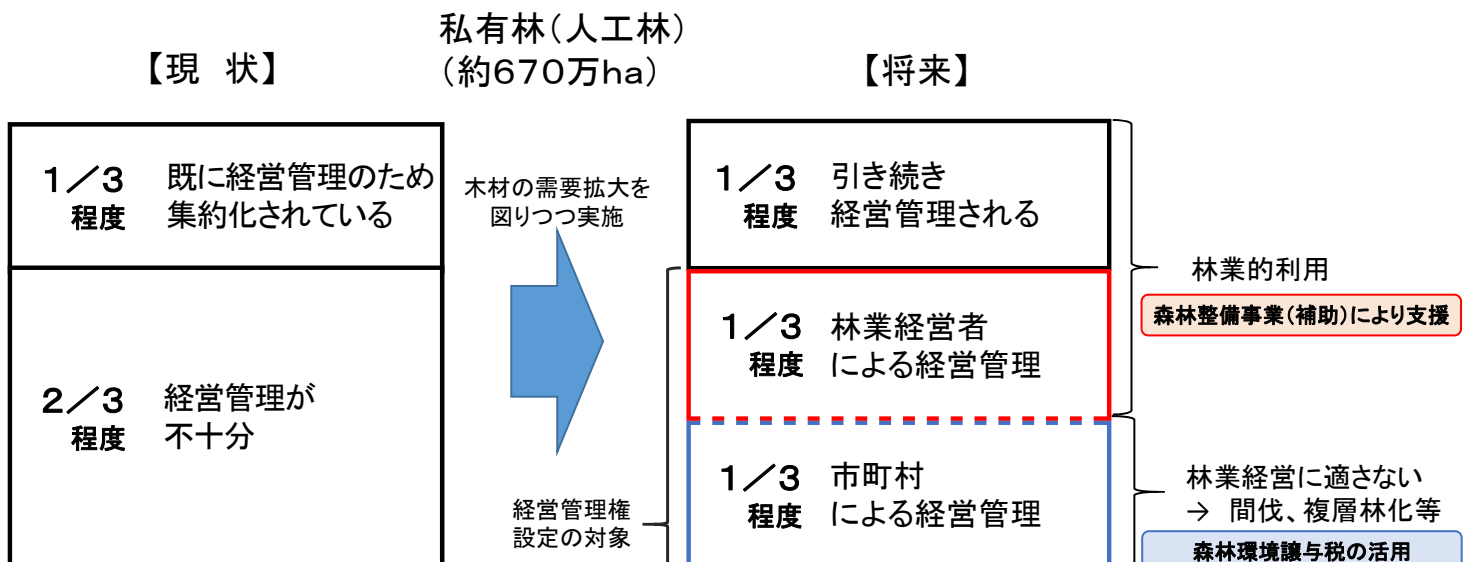 私有林(人工林)
(約670万ha)
【現 状】
【将来】
1/3 既に経営管理のため
程度 集約化されている
2/3 経営管理が
程度 不十分
木材の需要拡大を
図りつつ実施
経営管理権
設定の対象
1/3 引き続き
程度 経営管理される
1/3 林業経営者
程度 による経営管理
1/3 市町村
程度 による経営管理
林業的利用
森林整備事業(補助)により支援
林業経営に適さない
→ 間伐、複層林化等
森林環境譲与税の活用